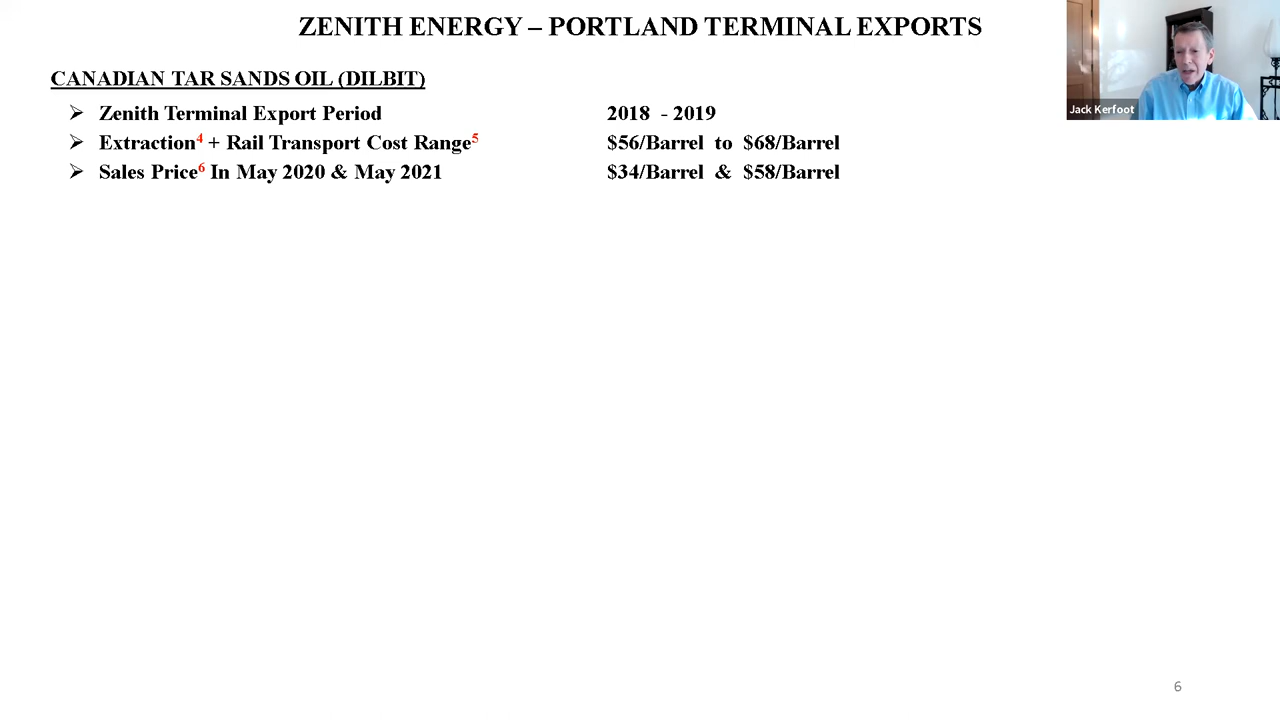 ZENITH ENERGY – PORTLAND TERMINAL EXPORTS
Jack Kerfoot
CANADIAN TAR SANDS OIL (DILBIT)
➢ Zenith Terminal Export Period 2018 - 2019
➢ Extraction⁴ + Rail Transport Cost Range⁵ $56/Barrel to $68/Barrel
➢ Sales Price⁶ In May 2020 & May 2021 $34/Barrel & $58/Barrel
6